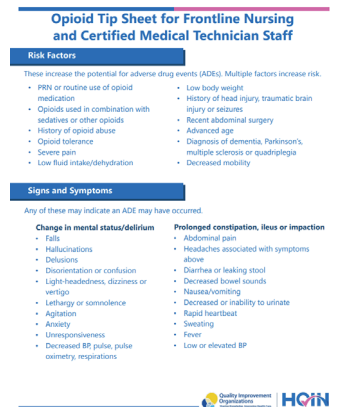 Opioid Tip Sheet for Frontline Nursing
and Certified Medical Technician Staff
Risk Factors
These increase the potential for adverse drug events (ADEs). Multiple factors increase risk.
• PRN or routine use of opioid
medication
• Opioids used in combination with
sedatives or other opioids
• History of opioid abuse
• Opioid tolerance
• Severe pain
• Low fluid intake/dehydration
• Low body weight
• History of head injury, traumatic brain
injury or seizures
• Recent abdominal surgery
• Advanced age
• Diagnosis of dementia, Parkinson's,
multiple sclerosis or quadriplegia
• Decreased mobility
Signs and Symptoms
Any of these may indicate an ADE may have occurred.
Change in mental status/delirium
• Falls
• Hallucinations
• Delusions
• Disorientation or confusion
• Light-headedness, dizziness or
vertigo
• Lethargy or somnolence
• Agitation
• Anxiety
• Unresponsiveness
• Decreased BP, pulse, pulse
oximetry, respirations
Prolonged constipation, ileus or impaction
• Abdominal pain
• Headaches associated with symptoms
above
• Diarrhea or leaking stool
• Decreased bowel sounds
• Nausea/vomiting
• Decreased or inability to urinate
• Rapid heartbeat
• Sweating
• Fever
• Low or elevated BP
Quality Improvement
Organizations
HQIN